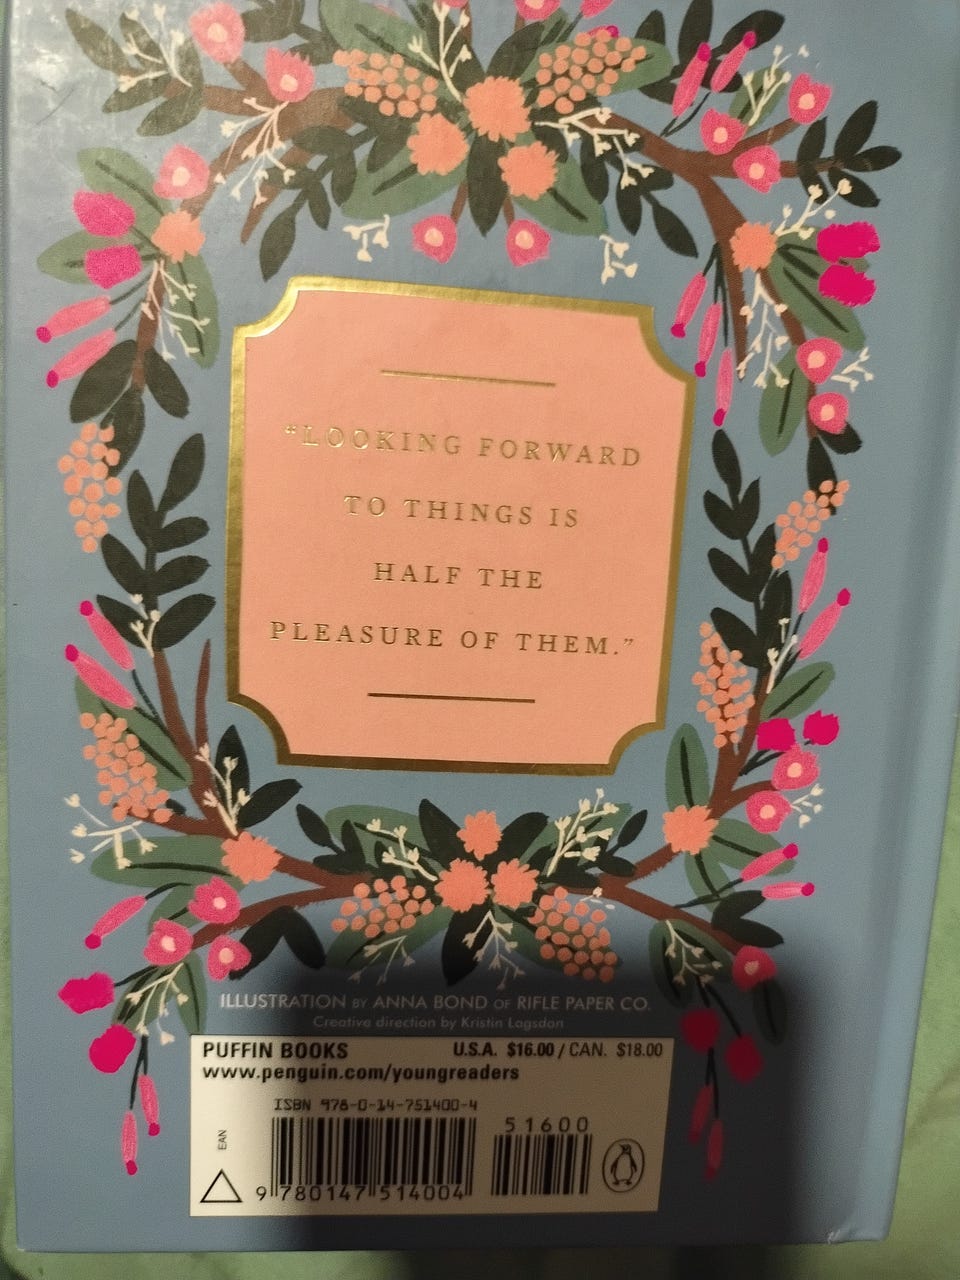 “LOOKING FORWARD
TO THINGS IS
HALF THE
PLEASURE OF THEM.”
ILLUSTRATION BY ANNA BOND OF RIFLE PAPER CO.
Creative direction by Kristin Lagsdon
PUFFIN BOOKS U.S.A. $16.00 / CAN. $18.00
www.penguin.com/youngreaders
ISBN 978-0-14-751400-4
51600
EAN
9 780147 514004